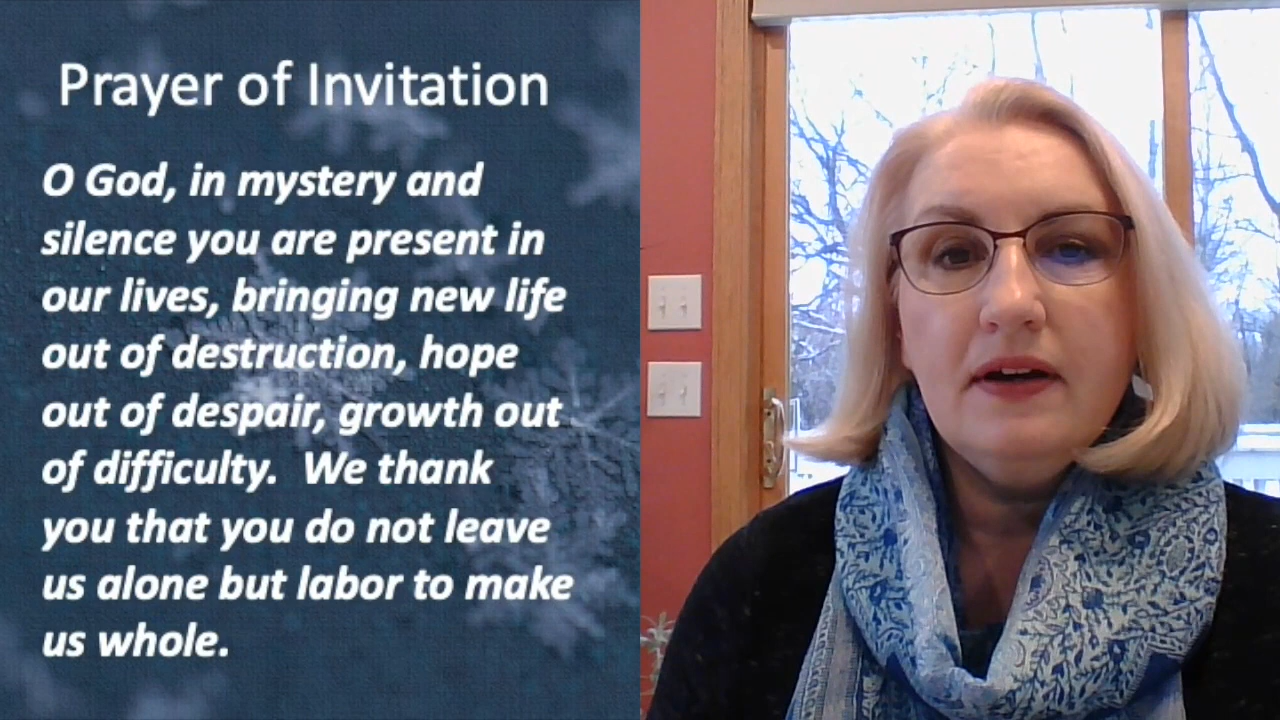 Prayer of Invitation
O God, in mystery and
silence you are present in
our lives, bringing new life
out of destruction, hope
out of despair, growth out
of difficulty.  We thank
you that you do not leave
us alone but labor to make
us whole.